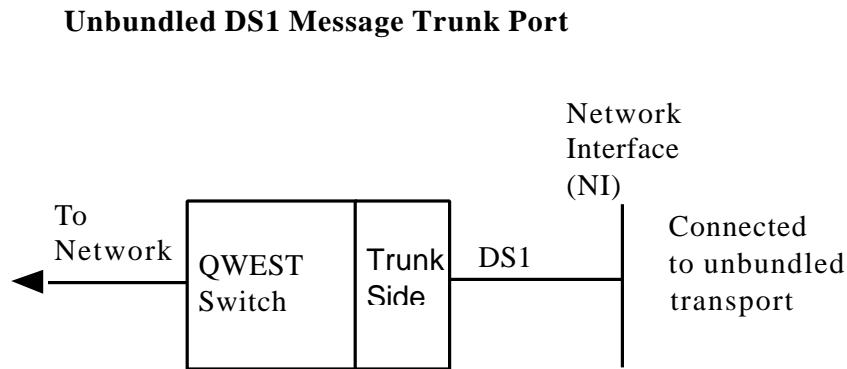 Unbundled DS1 Message Trunk Port
Network
Interface
(NI)
To
Network
QWEST
Switch
Trunk
Side
DS1
Connected
to unbundled
transport